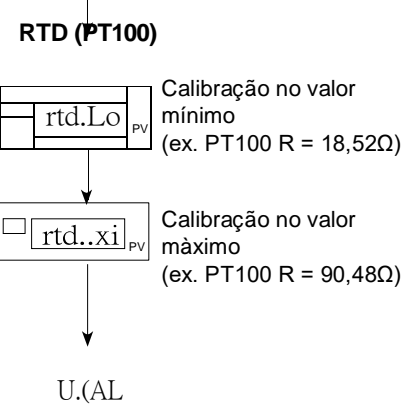 RTD (PT100)
rtd.Lo
PV
Calibração no valor
mínimo
(ex. PT100 R = 18,52Ω)
rtd..xi
PV
Calibração no valor
màximo
(ex. PT100 R = 90,48Ω)
U.(AL